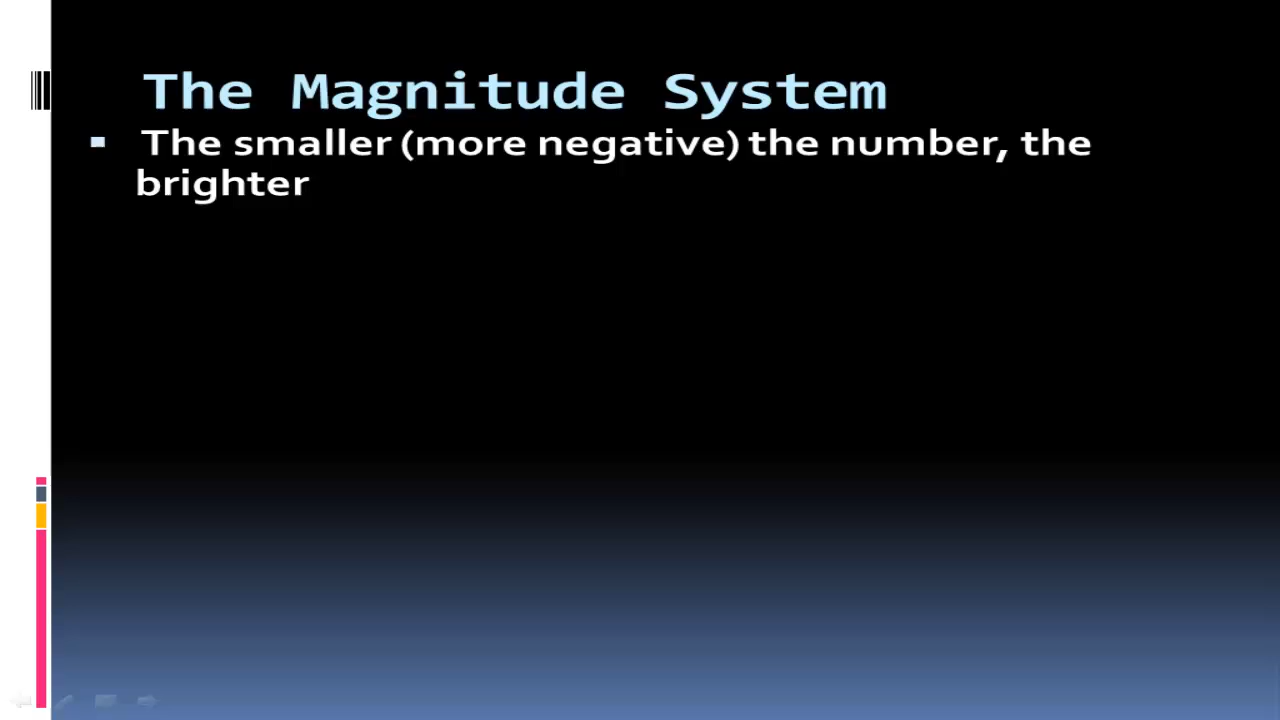 The Magnitude System
The smaller (more negative) the number, the
brighter